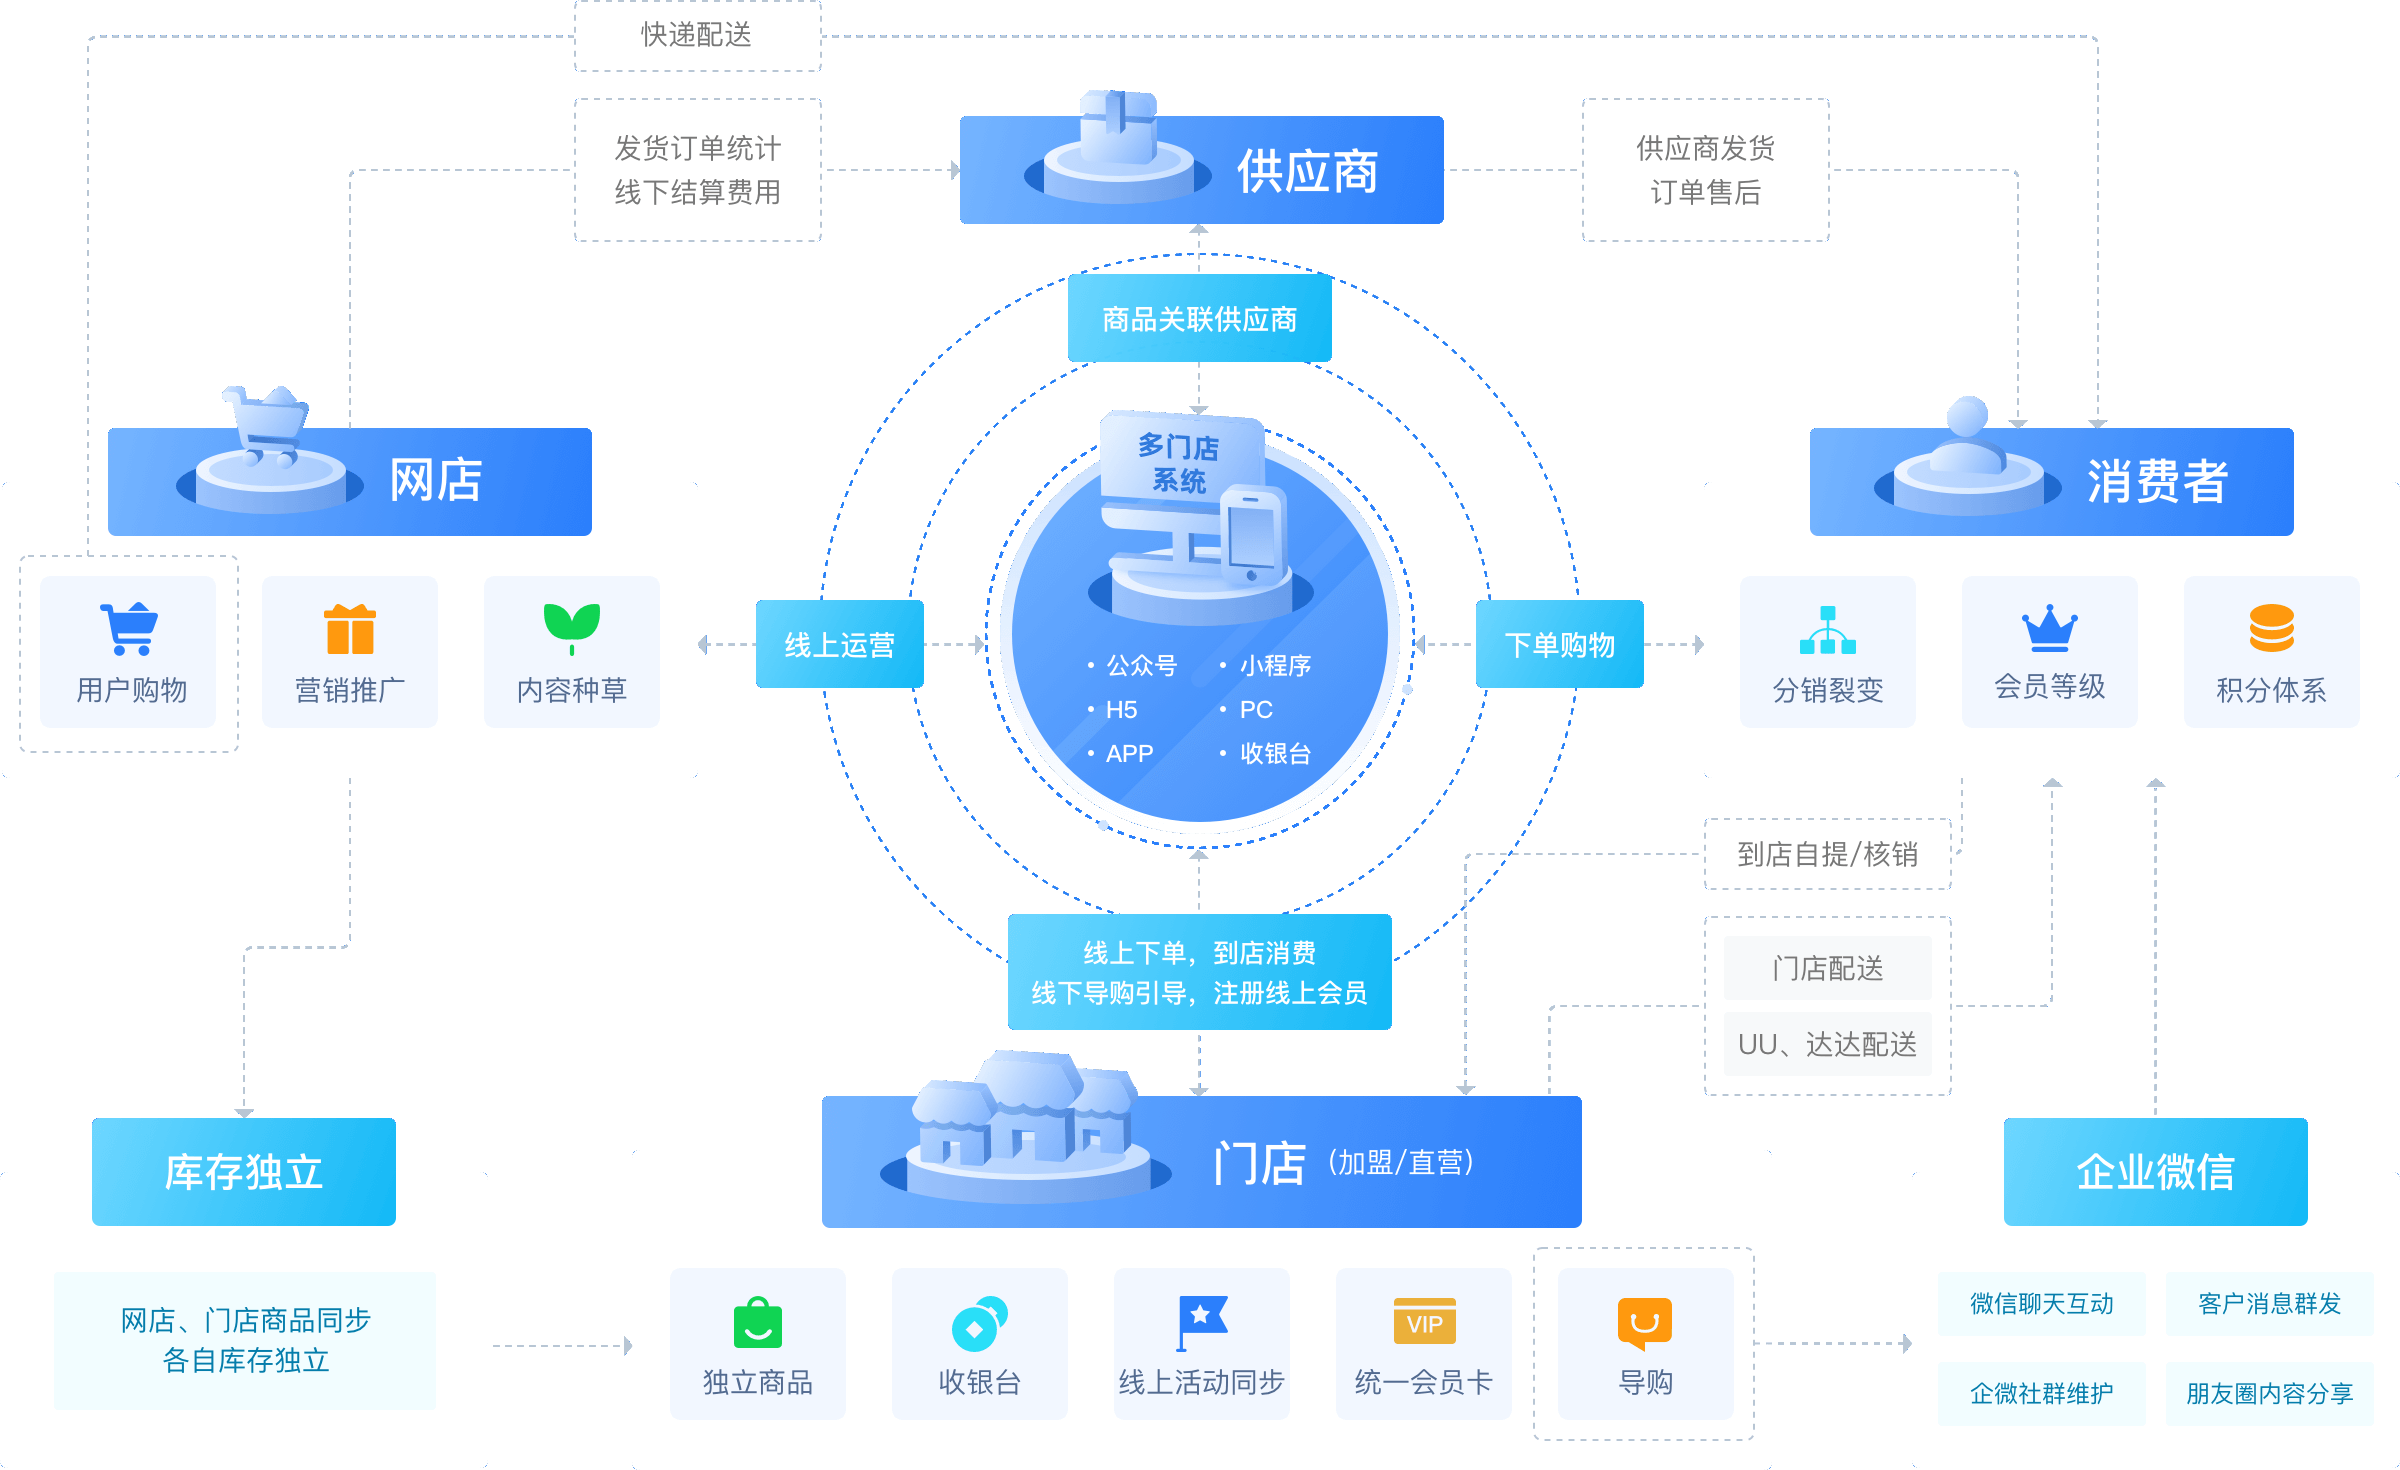 快递配送
发货订单统计
线下结算费用
供应商
供应商发货
订单售后
商品关联供应商
网店
用户购物
营销推广
内容种草
线上运营
多门店
系统
• 公众号
• 小程序
• H5
• PC
• APP
• 收银台
下单购物
消费者
分销裂变
会员等级
积分体系
到店自提/核销
门店配送
UU、达达配送
线上下单，到店消费
线下导购引导，注册线上会员
库存独立
网店、门店商品同步
各自库存独立
门店（加盟/直营）
独立商品
收银台
线上活动同步
VIP
统一会员卡
导购
企业微信
微信聊天互动
客户消息群发
企微社群维护
朋友圈内容分享